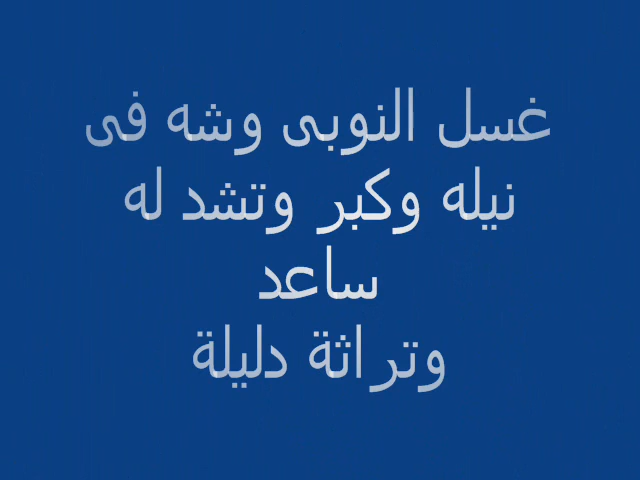 غسل النوبى وشه فى
نيله وكبر وتشد له
ساعد
وتراثة دليلة